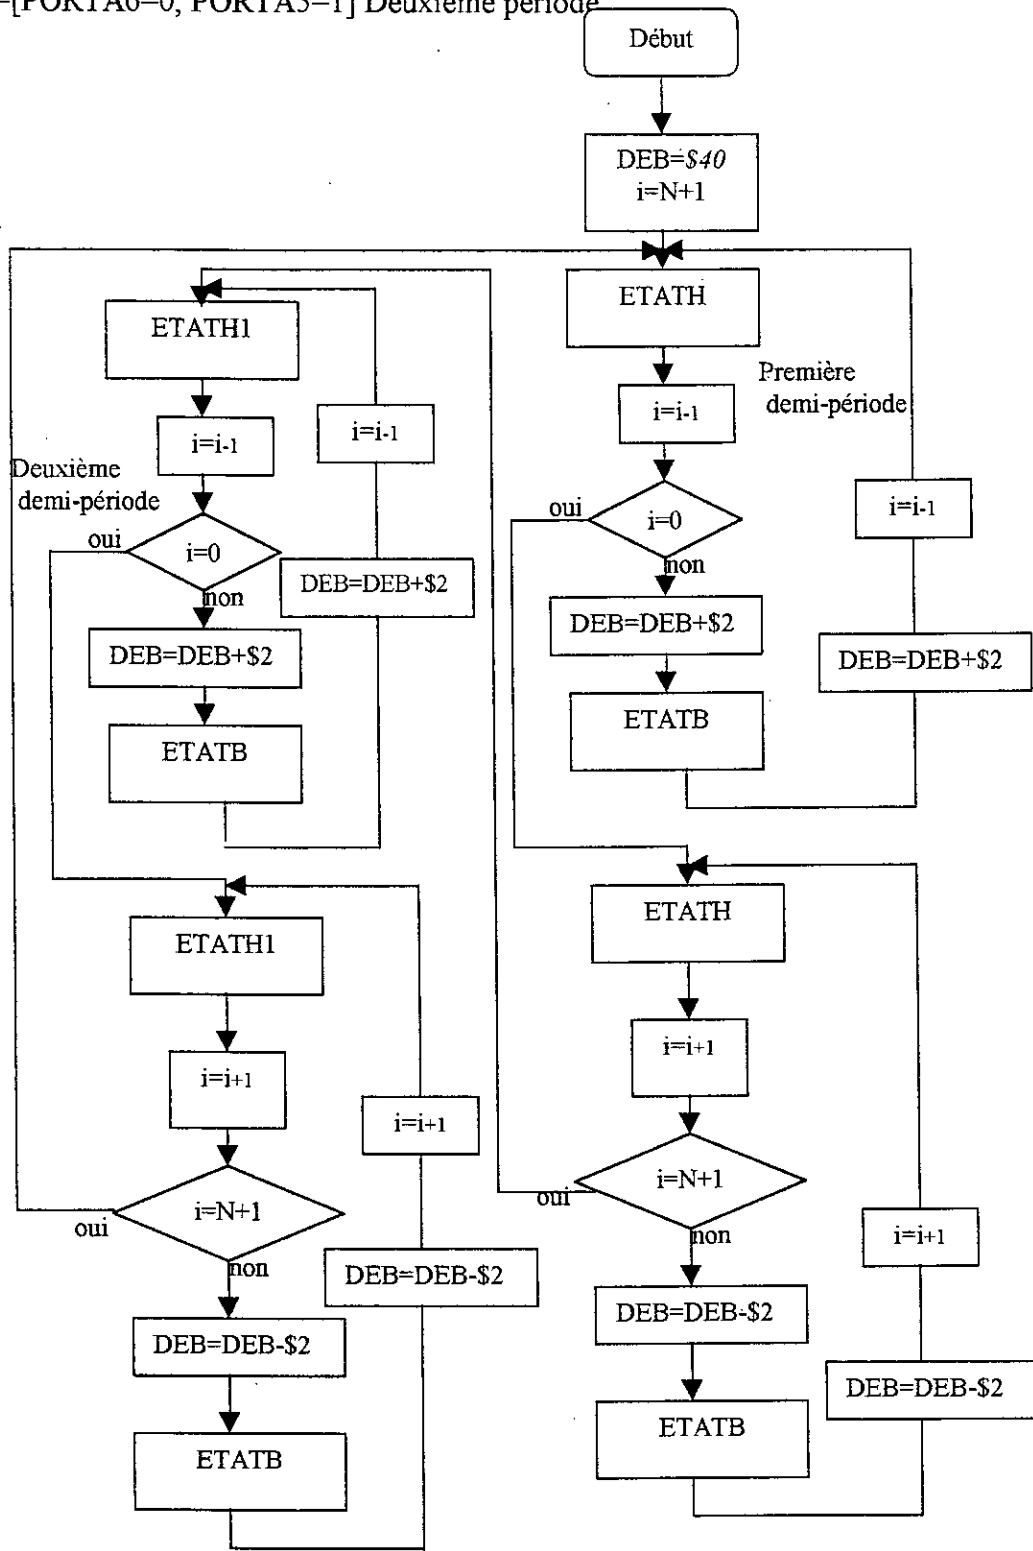 =[PORTA6=0, PORTA5=1] Deuxième période
Début
DEB=$40
i=N+1
ETATH
Première
demi-période
i=i-1
i=0
oui
non
i=i-1
DEB=DEB+$2
DEB=DEB+$2
ETATB
ETATH
i=i+1
i=N+1
oui
non
i=i+1
DEB=DEB-$2
DEB=DEB-$2
ETATB
ETATH1
i=i-1
i=i-1
Deuxième
demi-période
oui
i=0
non
DEB=DEB+$2
DEB=DEB+$2
ETATB
ETATH1
i=i+1
i=i+1
i=N+1
oui
non
DEB=DEB-$2
DEB=DEB-$2
ETATB